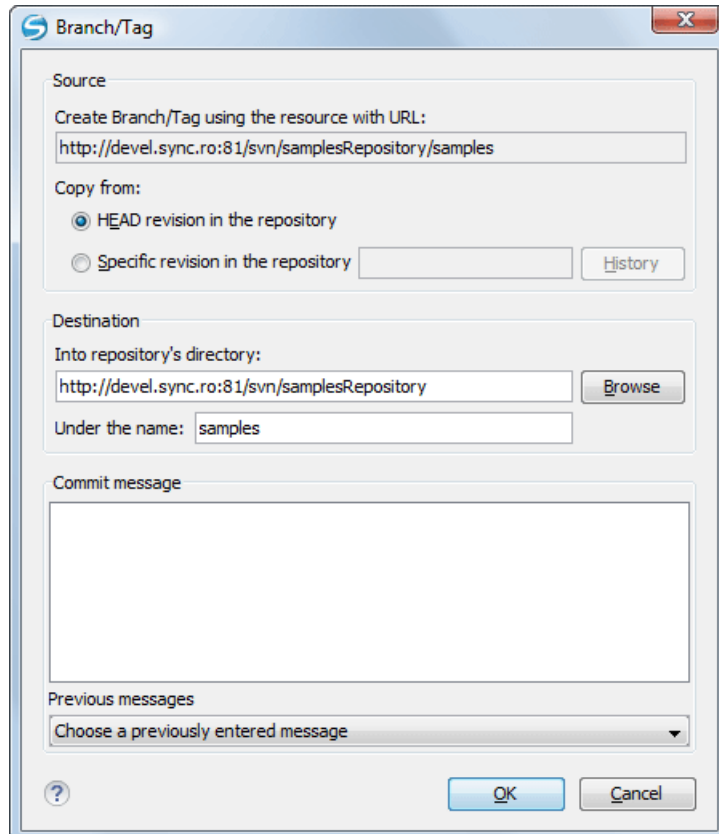 Branch/Tag
Source
Create Branch/Tag using the resource with URL:
http://devel.sync.ro:81/svn/samplesRepository/samples
Copy from:
HEAD revision in the repository
Specific revision in the repository History
Destination
Into repository's directory:
http://devel.sync.ro:81/svn/samplesRepository Browse
Under the name: samples
Commit message
Previous messages
Choose a previously entered message
? OK Cancel